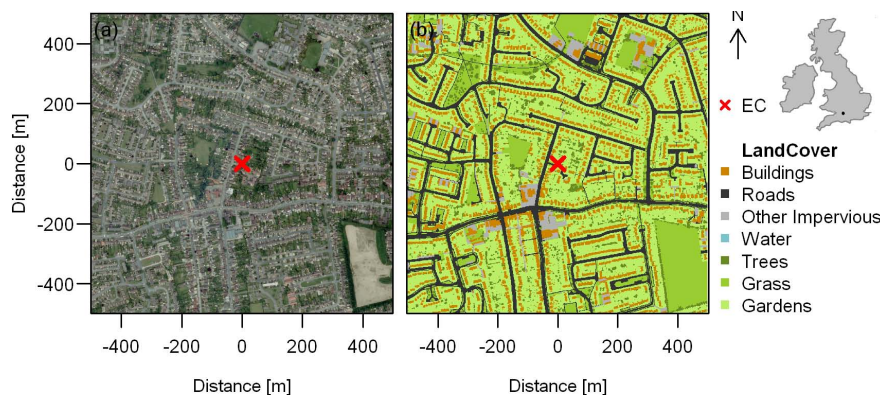 (a)
(b)
N
Distance [m]
400
200
0
-200
-400
-400
-200
0
200
400
Distance [m]
-400
-200
0
200
400
Distance [m]
EC
LandCover
Buildings
Roads
Other Impervious
Water
Trees
Grass
Gardens